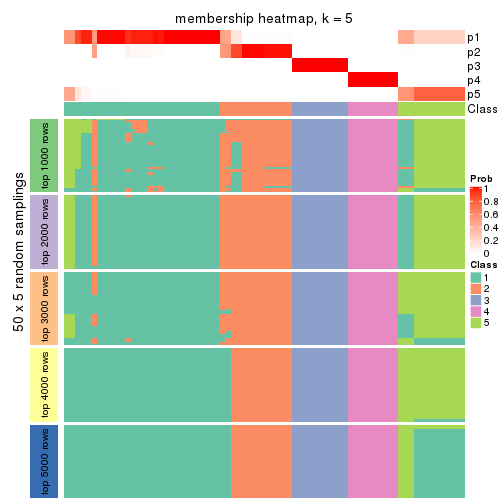 membership heatmap, k = 5
p1
p2
p3
p4
p5
Class
50 x 5 random samplings
top 1000 rows
top 2000 rows
top 3000 rows
top 4000 rows
top 5000 rows
Prob
1
0.8
0.6
0.4
0.2
0
Class
1
2
3
4
5